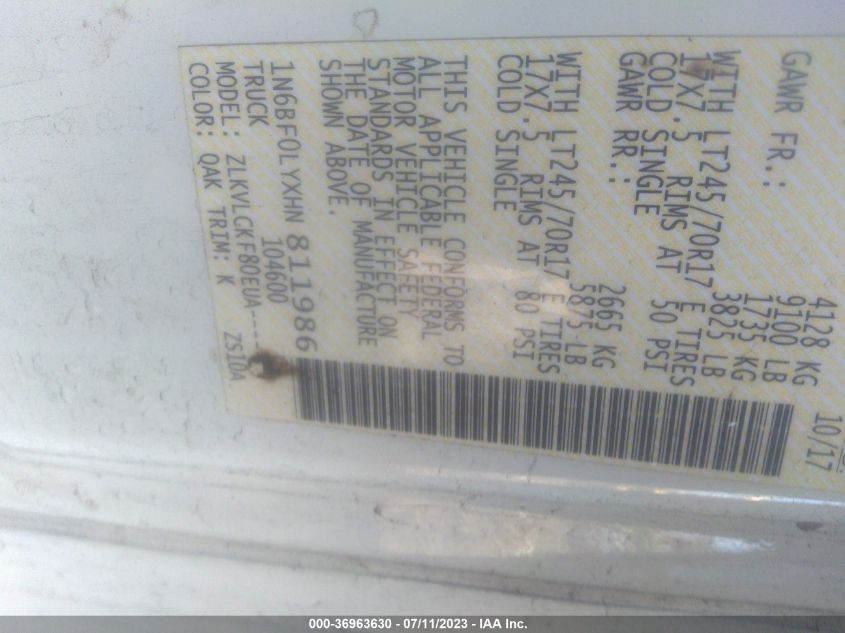 10/17
4128 KG
9100 LB
GAWR FR.: 1735 KG
3825 LB
WITH LT245/70R17 E TIRES
17X7.5 RIMS AT 50 PSI
COLD SINGLE
GAWR RR.: 2665 KG
5875 LB
WITH LT245/70R17 E TIRES
17X7.5 RIMS AT 80 PSI
COLD SINGLE
THIS VEHICLE CONFORMS TO
ALL APPLICABLE FEDERAL
MOTOR VEHICLE SAFETY
STANDARDS IN EFFECT ON
THE DATE OF MANUFACTURE
SHOWN ABOVE.
1N6BF0LYXHN 811986
TRUCK 104600
MODEL: ZLKVLCKF80EUA----
COLOR: QAK TRIM: K ZS10A
000-36963630 - 07/11/2023 - IAA Inc.